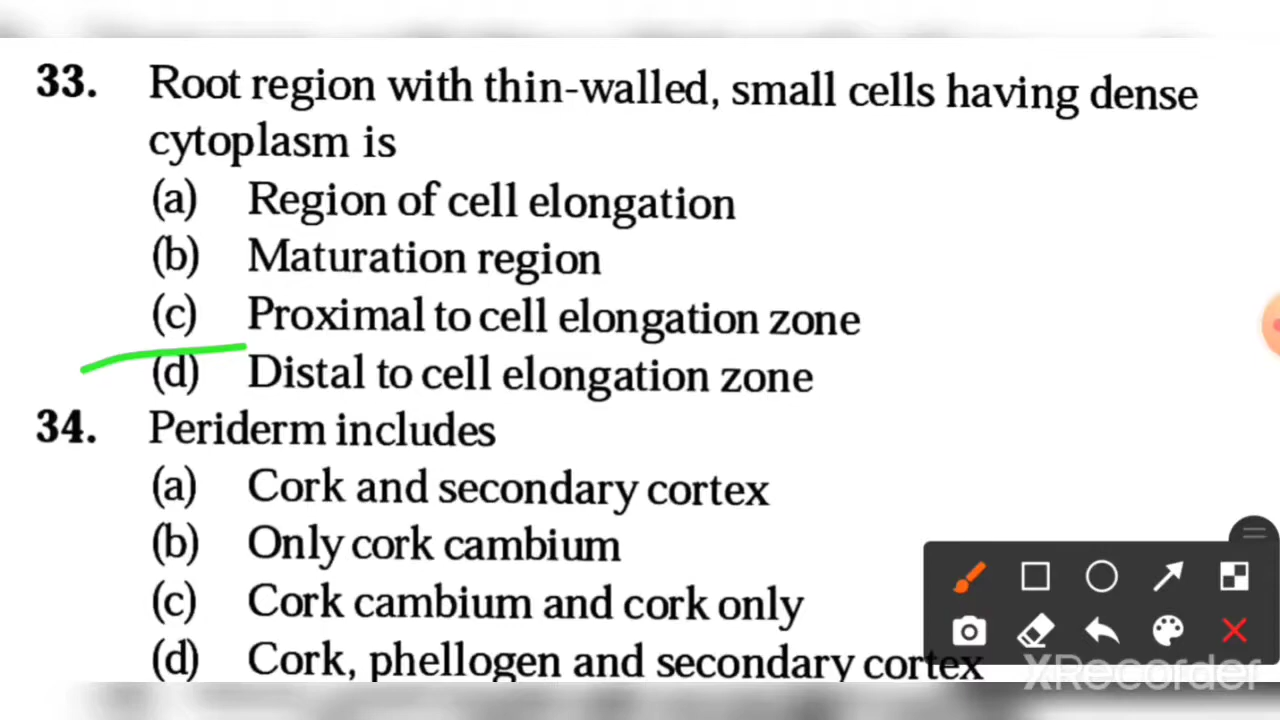 33. Root region with thin-walled, small cells having dense
cytoplasm is
(a) Region of cell elongation
(b) Maturation region
(c) Proximal to cell elongation zone
(d) Distal to cell elongation zone
34. Periderm includes
(a) Cork and secondary cortex
(b) Only cork cambium
(c) Cork cambium and cork only
(d) Cork, phellogen and secondary cortex
XRecorder